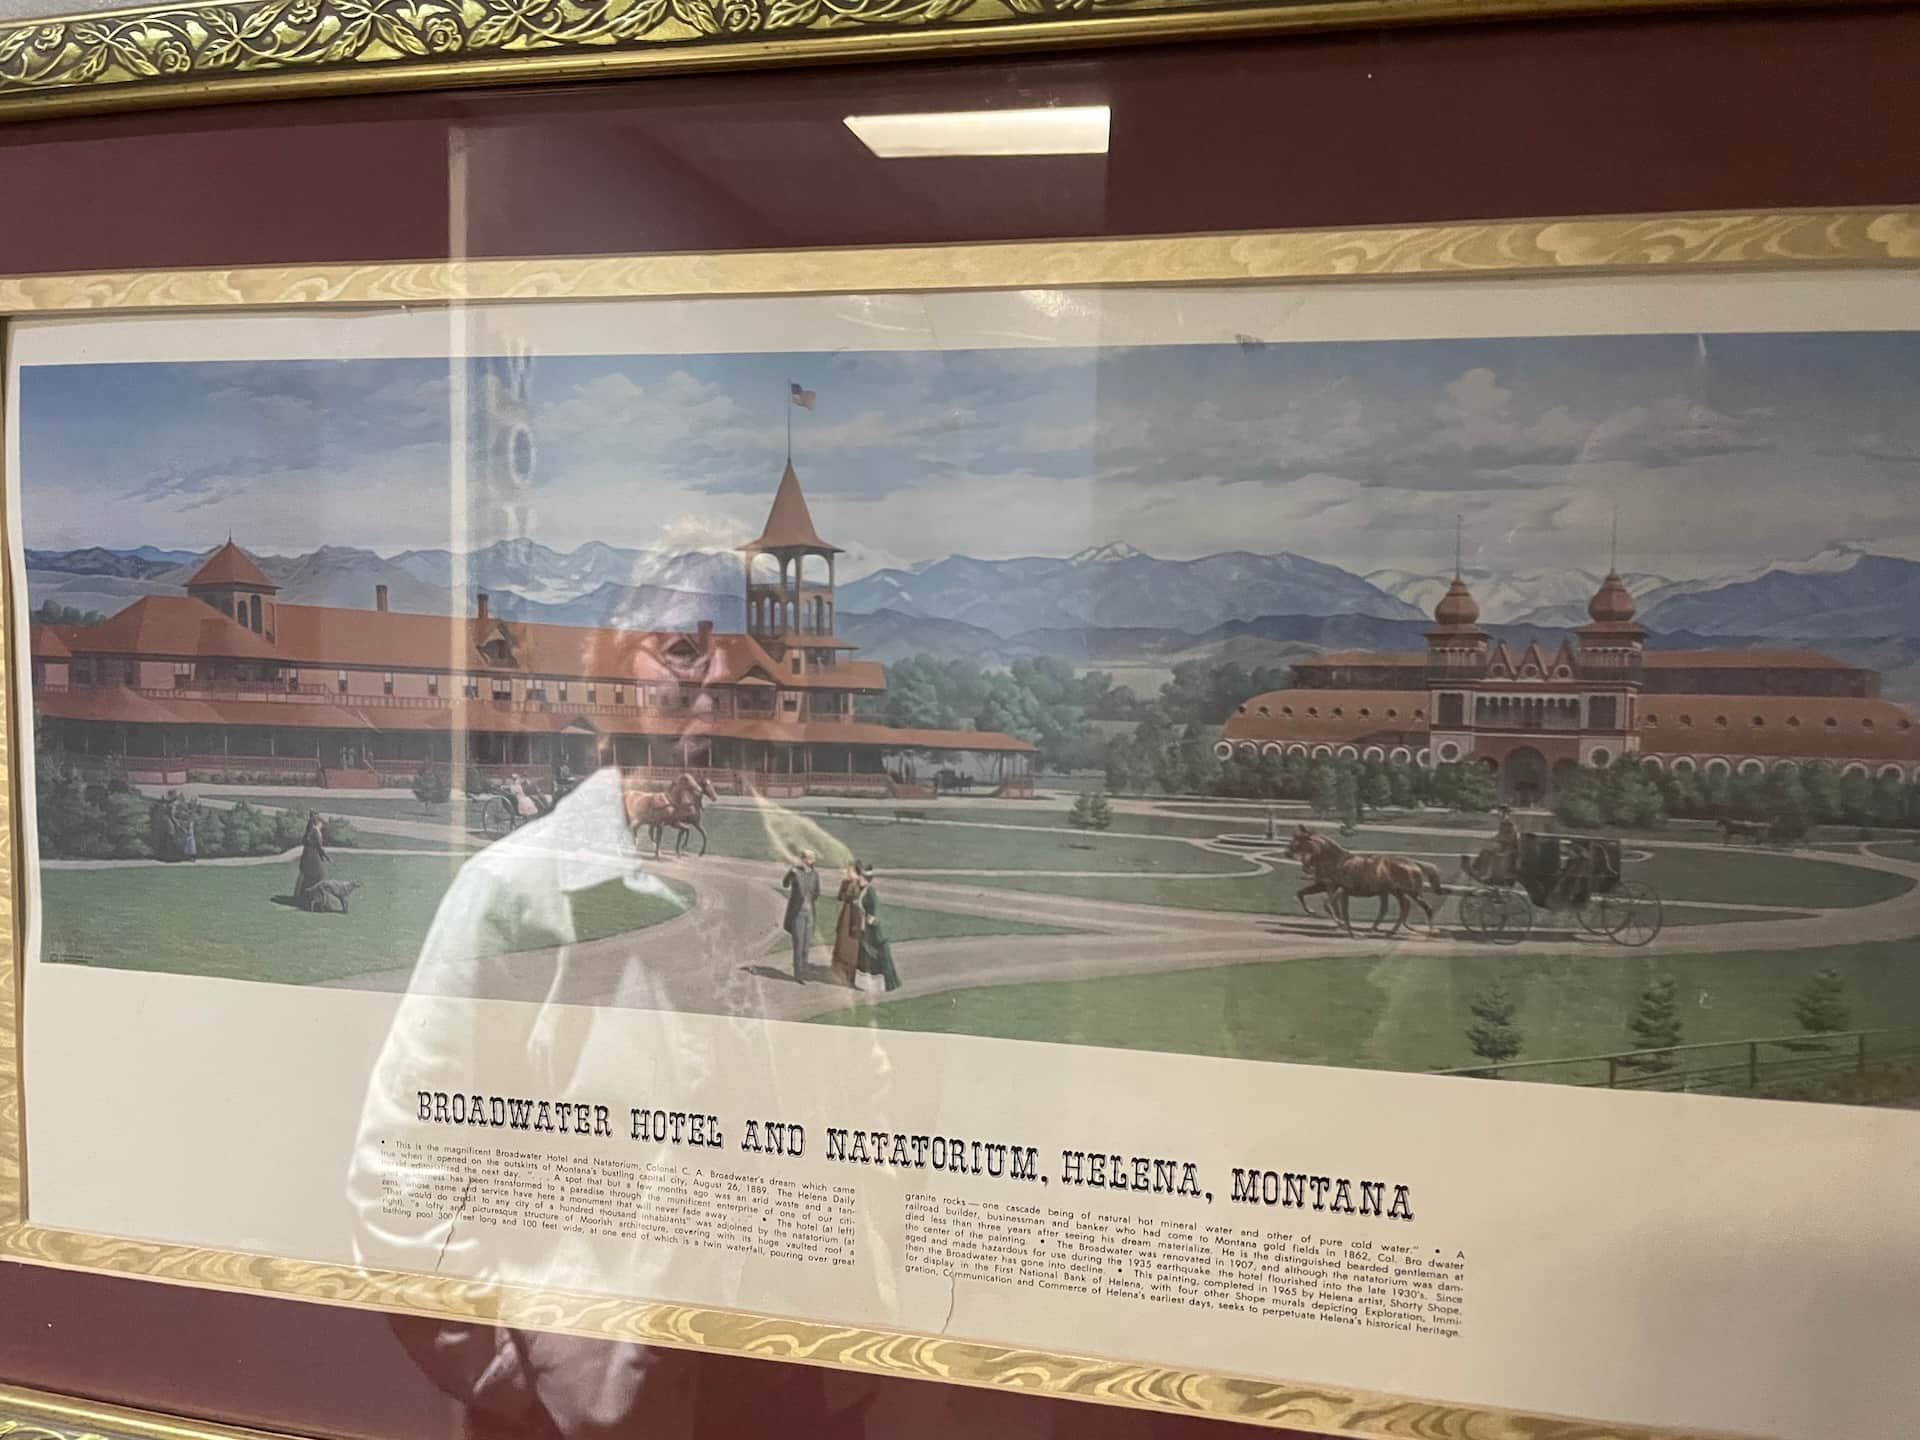 BROADWATER HOTEL AND NATATORIUM, HELENA, MONTANA
• This is the magnificent Broadwater Hotel and Natatorium, Colonel C. A. Broadwater's dream which came
true when it opened on the outskirts of Montana's bustling capital city, August 26, 1889. The Helena Daily
Herald editorialized the next day. ". . . A spot that but a few months ago was an arid waste and a tan-
wilderness has been transformed to a paradise through the munificent enterprise of one of our citi-
zens, whose name and service have here a monument that will never fade away . . ." • The hotel (at left)
"That would do credit to any city of a hundred thousand inhabitants" was adjoined by the natatorium (at
right), "a lofty and picturesque structure of Moorish architecture, covering with its huge vaulted roof a
bathing pool 300 feet long and 100 feet wide, at one end of which is a twin waterfall, pouring over great
granite rocks — one cascade being of natural hot mineral water and other of pure cold water." • A
railroad builder, businessman and banker who had come to Montana gold fields in 1862, Col. Bro dwater
died less than three years after seeing his dream materialize. He is the distinguished bearded gentleman at
the center of the painting. • The Broadwater was renovated in 1907, and although the natatorium was dam-
aged and made hazardous for use during the 1935 earthquake the hotel flourished into the late 1930's. Since
then the Broadwater has gone into decline. • This painting, completed in 1965 by Helena artist, Shorty Shope,
for display in the First National Bank of Helena, with four other Shope murals depicting Exploration, Immi-
gration, Communication and Commerce of Helena's earliest days, seeks to perpetuate Helena's historical heritage.